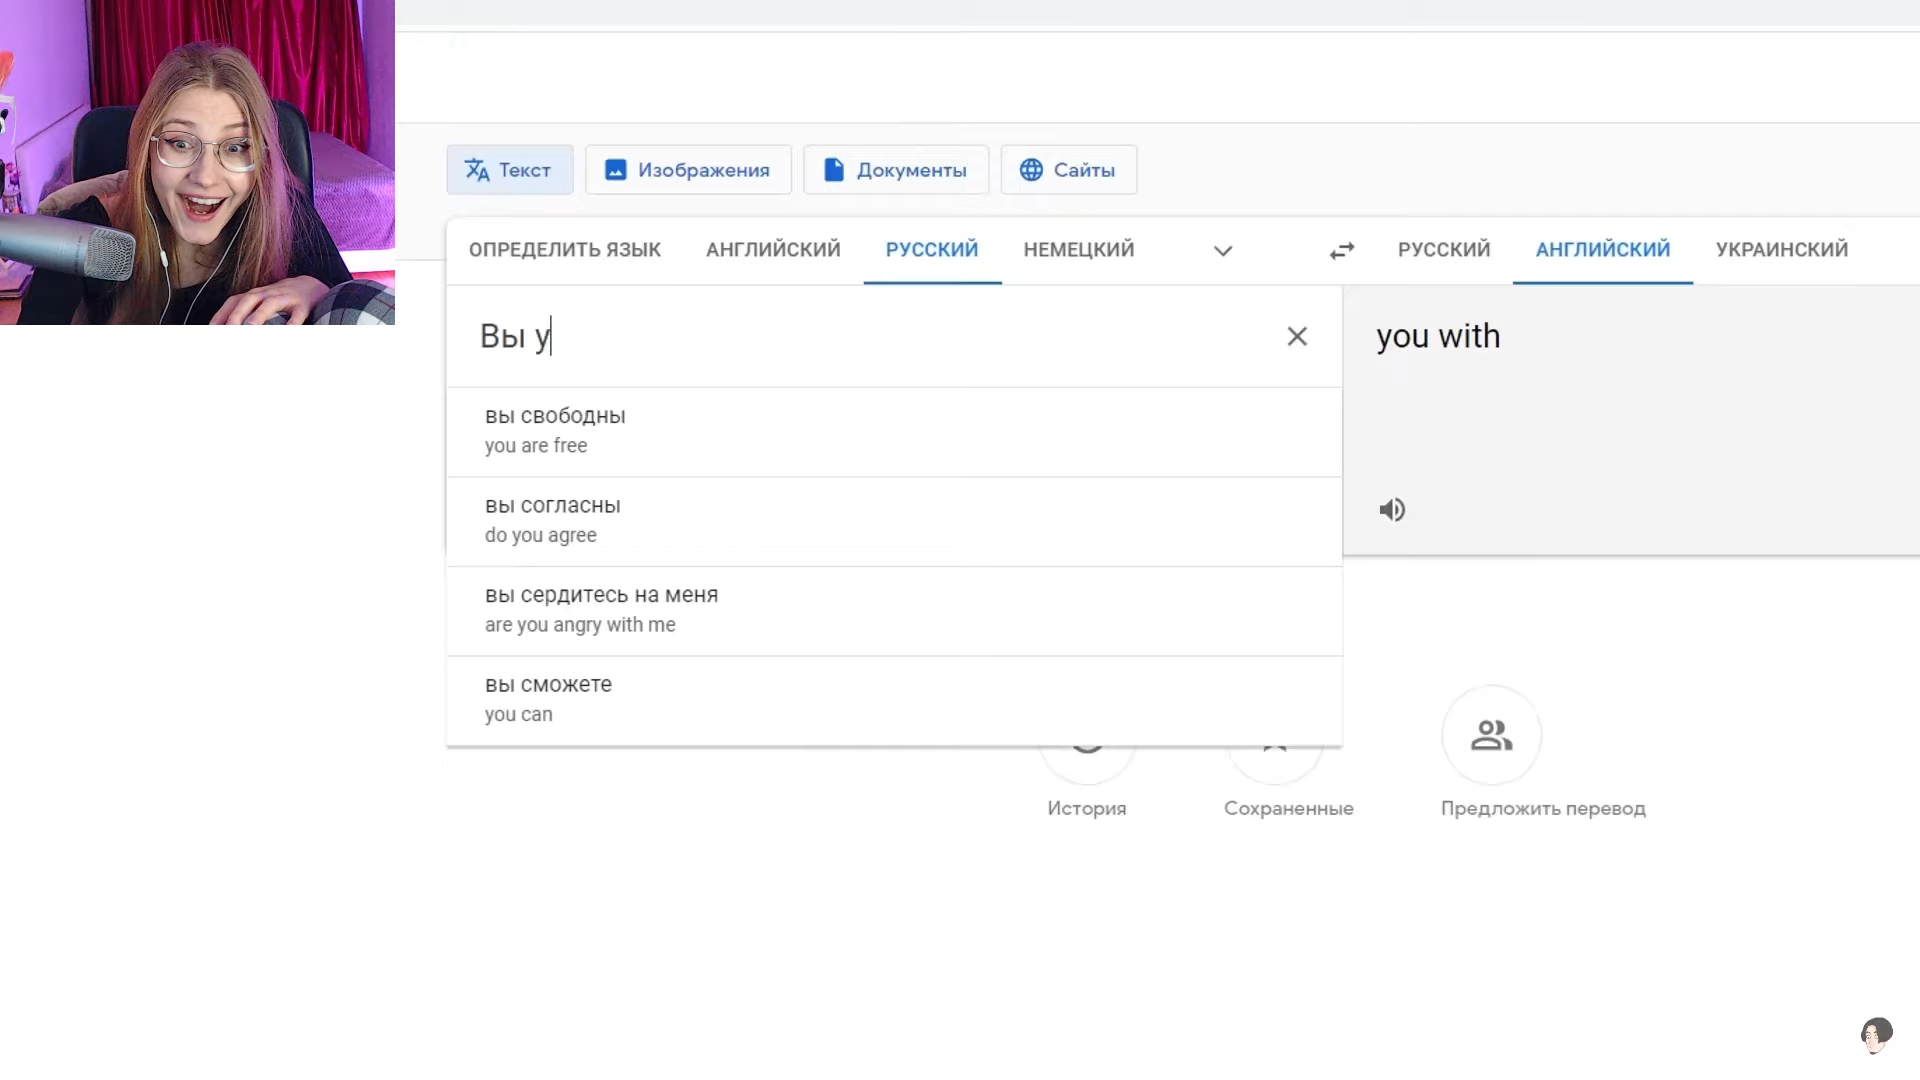 Текст
Изображения
Документы
Сайты
ОПРЕДЕЛИТЬ ЯЗЫК
АНГЛИЙСКИЙ
РУССКИЙ
НЕМЕЦКИЙ
РУССКИЙ
АНГЛИЙСКИЙ
УКРАИНСКИЙ
Вы у
you with
вы свободны
you are free
вы согласны
do you agree
вы сердитесь на меня
are you angry with me
вы сможете
you can
История
Сохраненные
Предложить перевод